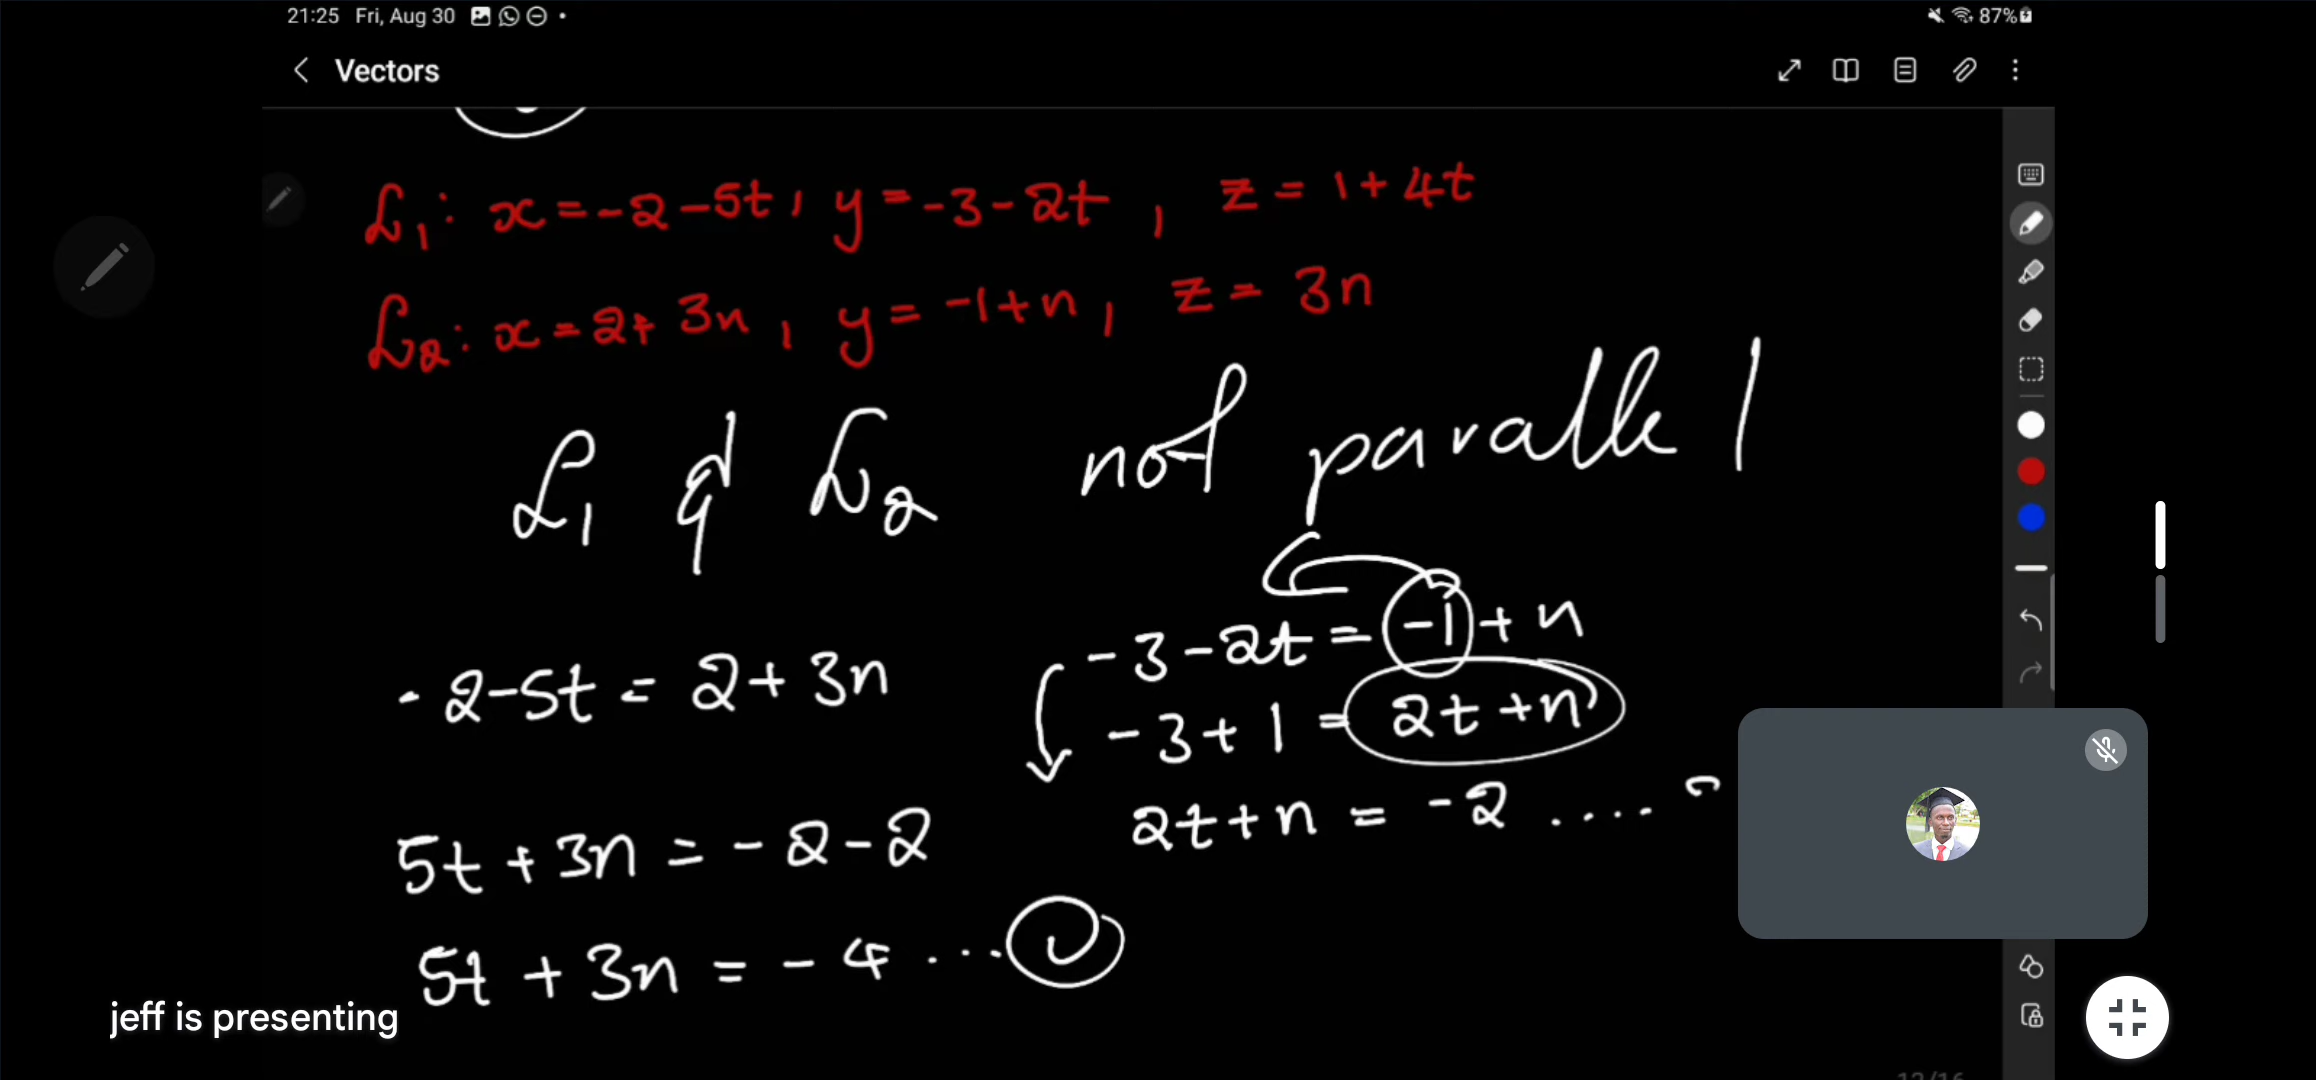 21:25 Fri, Aug 30 87%
Vectors
L₁: x = -2 - 5t, y = -3 - 2t, z = 1 + 4t
L₂: x = 2 + 3n, y = -1 + n, z = 3n
L₁ & L₂ not parallel
-2-5t = 2 + 3n
-3-2t = -1 + n
-3+1 = 2t+n
5t + 3n = -2-2
2t+n = -2 ....
5t + 3n = -4 ...
jeff is presenting